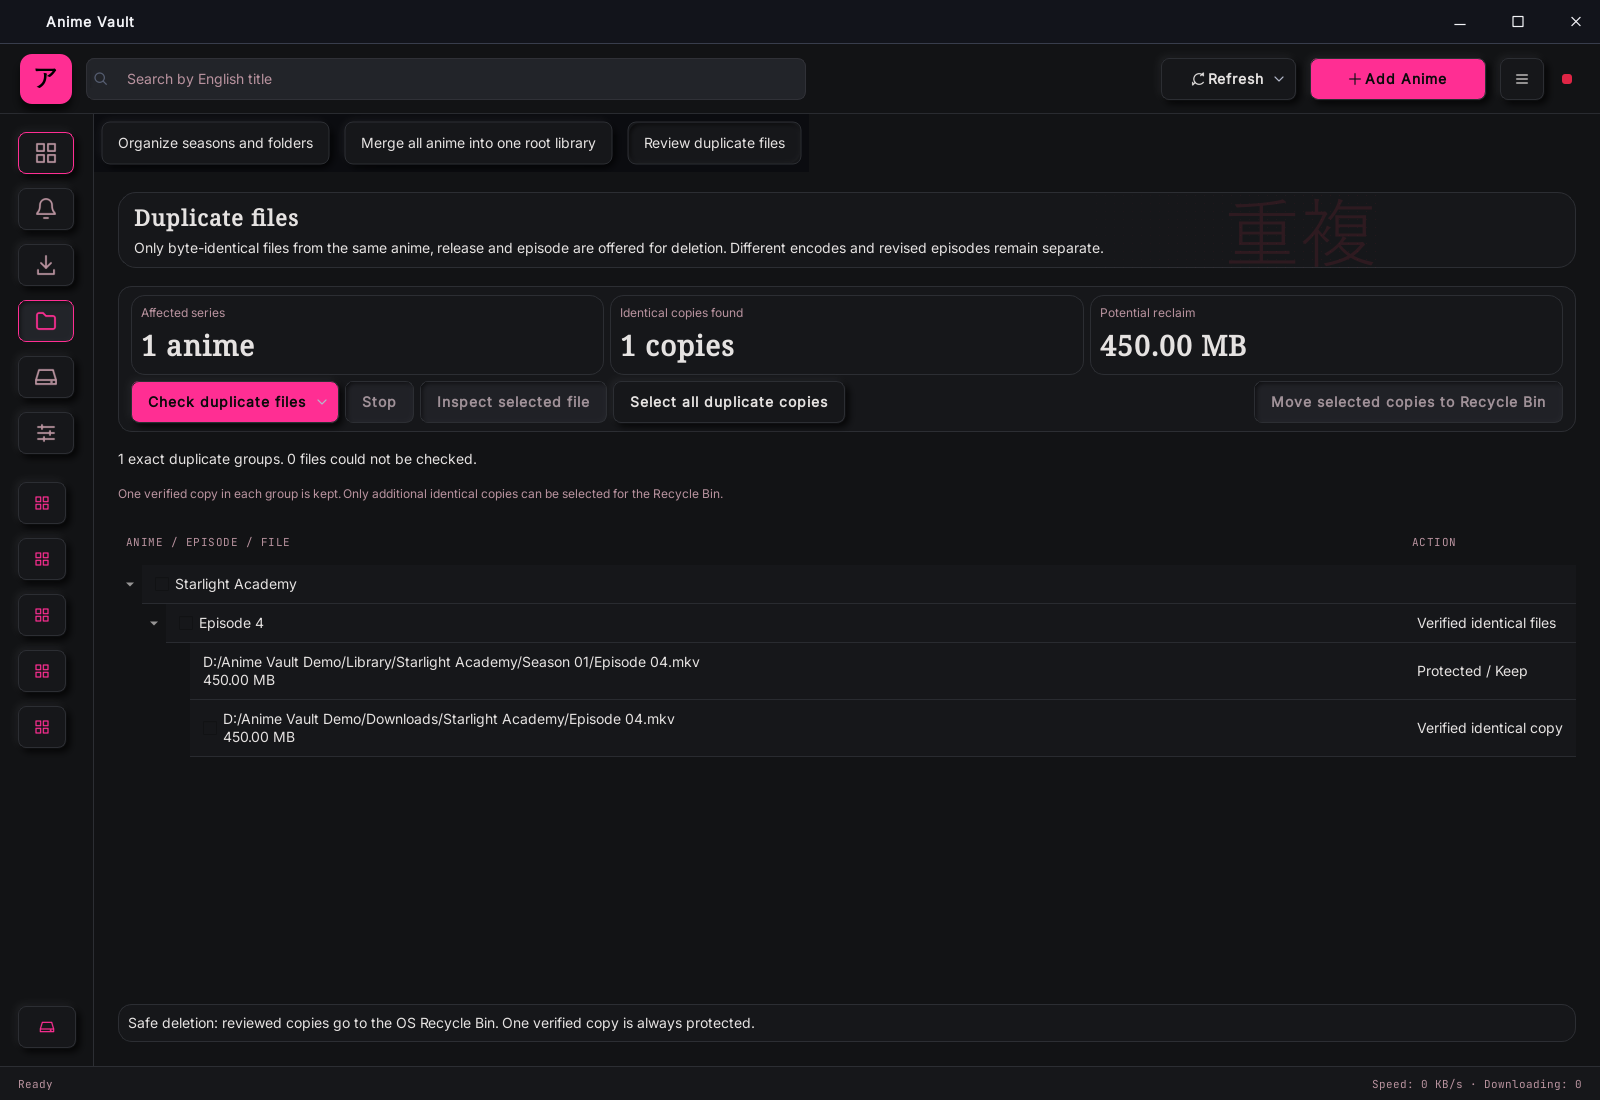 Anime Vault
ア
Search by English title
Refresh
Add Anime
Organize seasons and folders
Merge all anime into one root library
Review duplicate files
Duplicate files
重複
Only byte-identical files from the same anime, release and episode are offered for deletion. Different encodes and revised episodes remain separate.
Affected series
1 anime
Identical copies found
1 copies
Potential reclaim
450.00 MB
Check duplicate files
Stop
Inspect selected file
Select all duplicate copies
Move selected copies to Recycle Bin
1 exact duplicate groups. 0 files could not be checked.
One verified copy in each group is kept. Only additional identical copies can be selected for the Recycle Bin.
ANIME / EPISODE / FILE
ACTION
Starlight Academy
Episode 4
Verified identical files
D:/Anime Vault Demo/Library/Starlight Academy/Season 01/Episode 04.mkv
450.00 MB
Protected / Keep
D:/Anime Vault Demo/Downloads/Starlight Academy/Episode 04.mkv
450.00 MB
Verified identical copy
Safe deletion: reviewed copies go to the OS Recycle Bin. One verified copy is always protected.
Ready
Speed: 0 KB/s · Downloading: 0